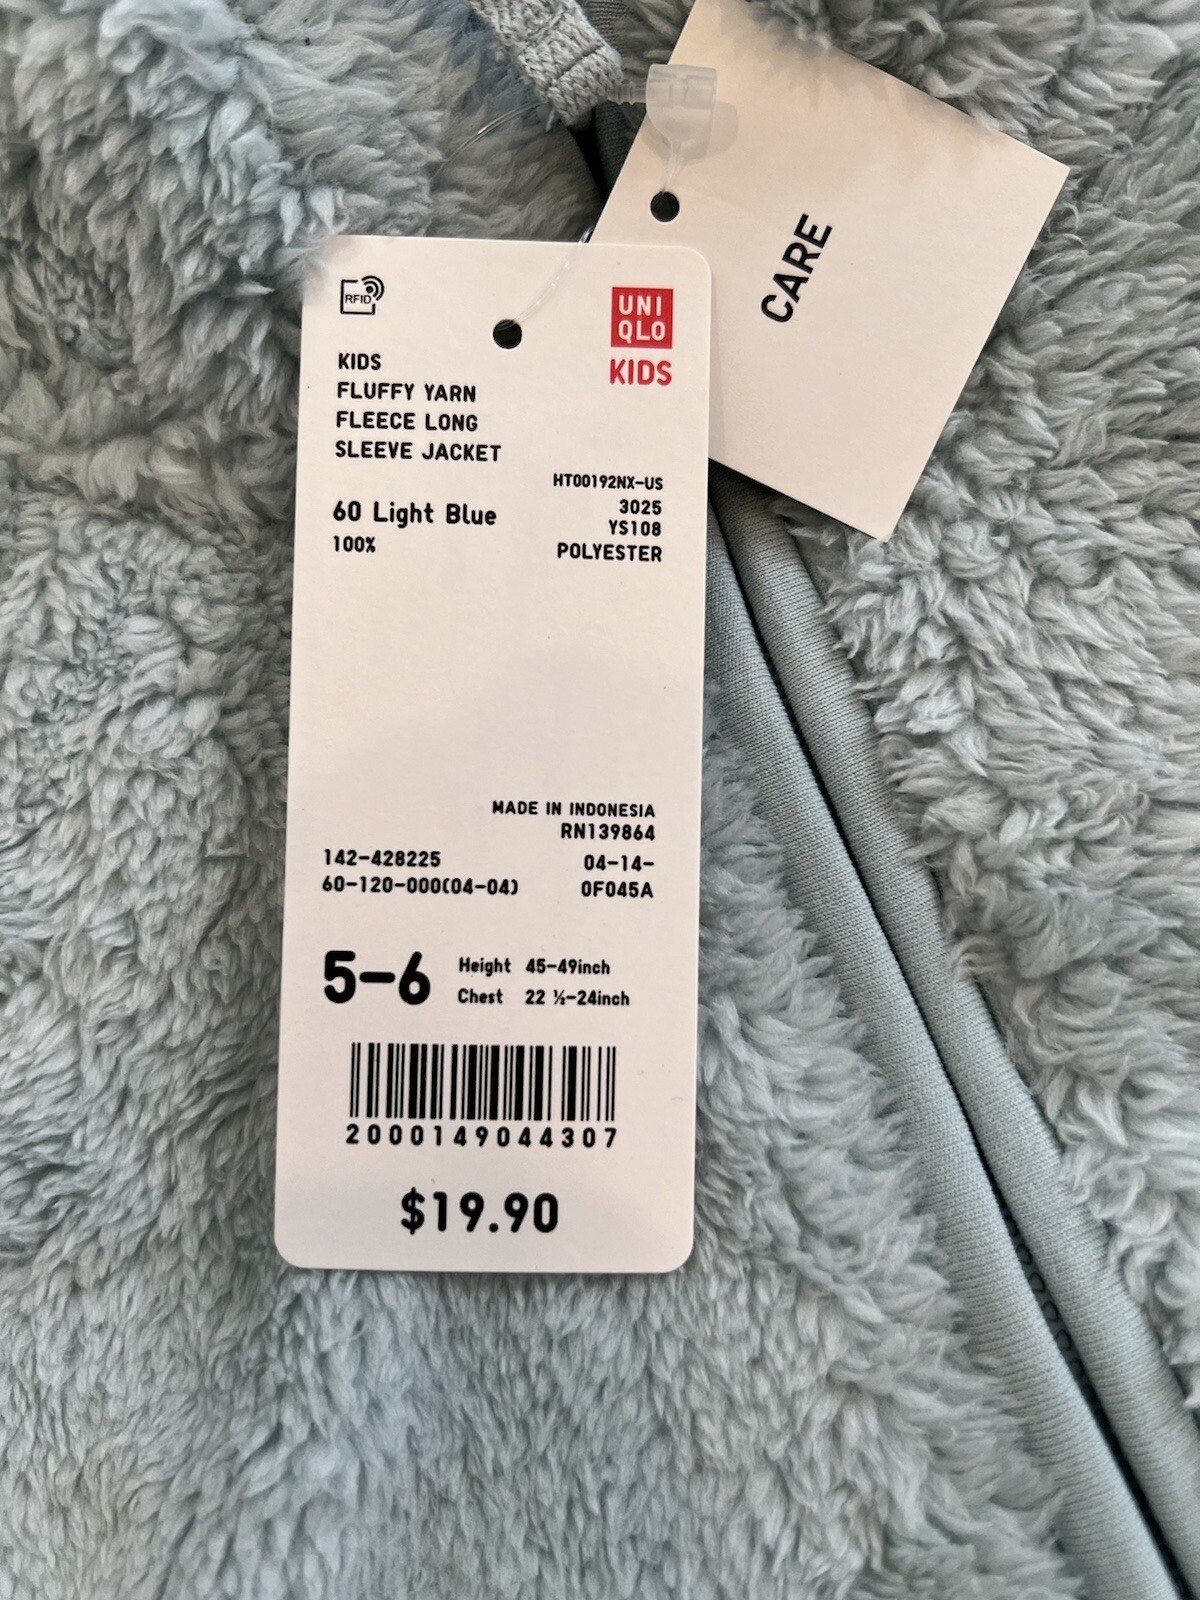 CARE
RFID
UNI
QLO
KIDS
KIDS
FLUFFY YARN
FLEECE LONG
SLEEVE JACKET
HT00192NX-US
60 Light Blue 3025
YS108
100% POLYESTER
MADE IN INDONESIA
RN139864
142-428225 04-14-
60-120-000(04-04) 0F045A
5-6 Height 45-49inch
Chest 22 ½-24inch
2000149044307
$19.90